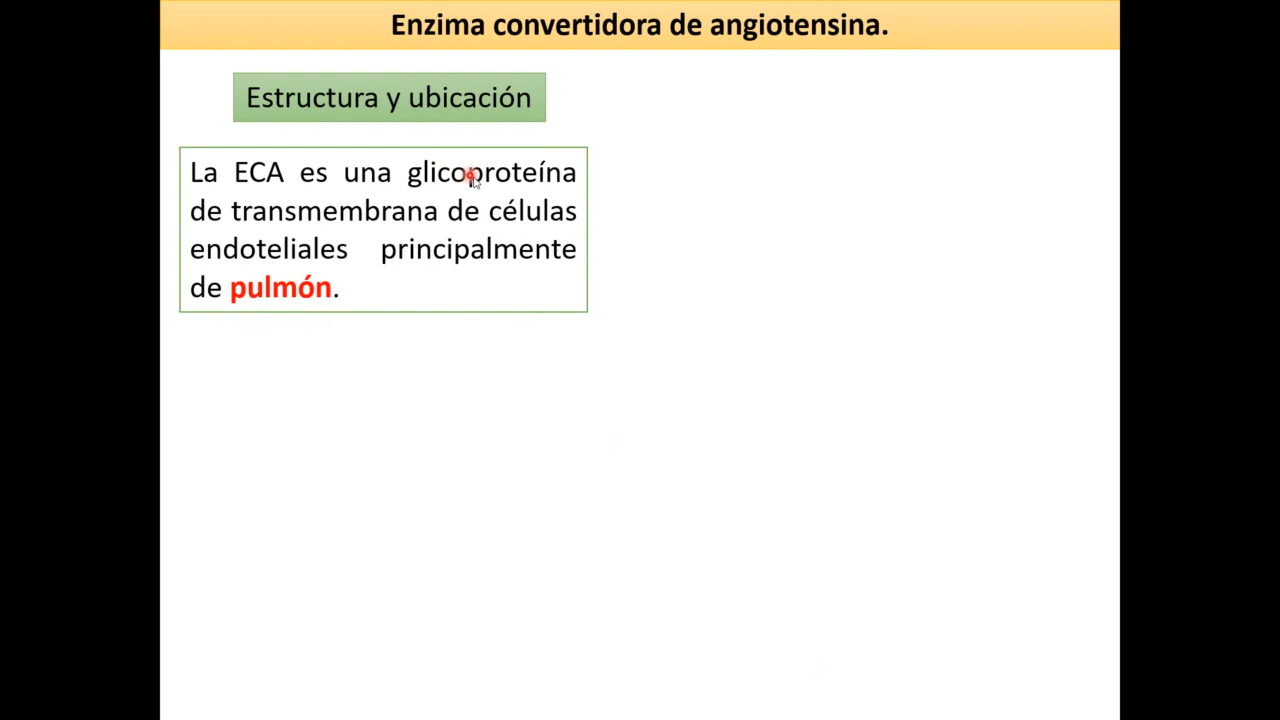 Enzima convertidora de angiotensina.
Estructura y ubicación
La ECA es una glicoproteína
de transmembrana de células
endoteliales principalmente
de pulmón.